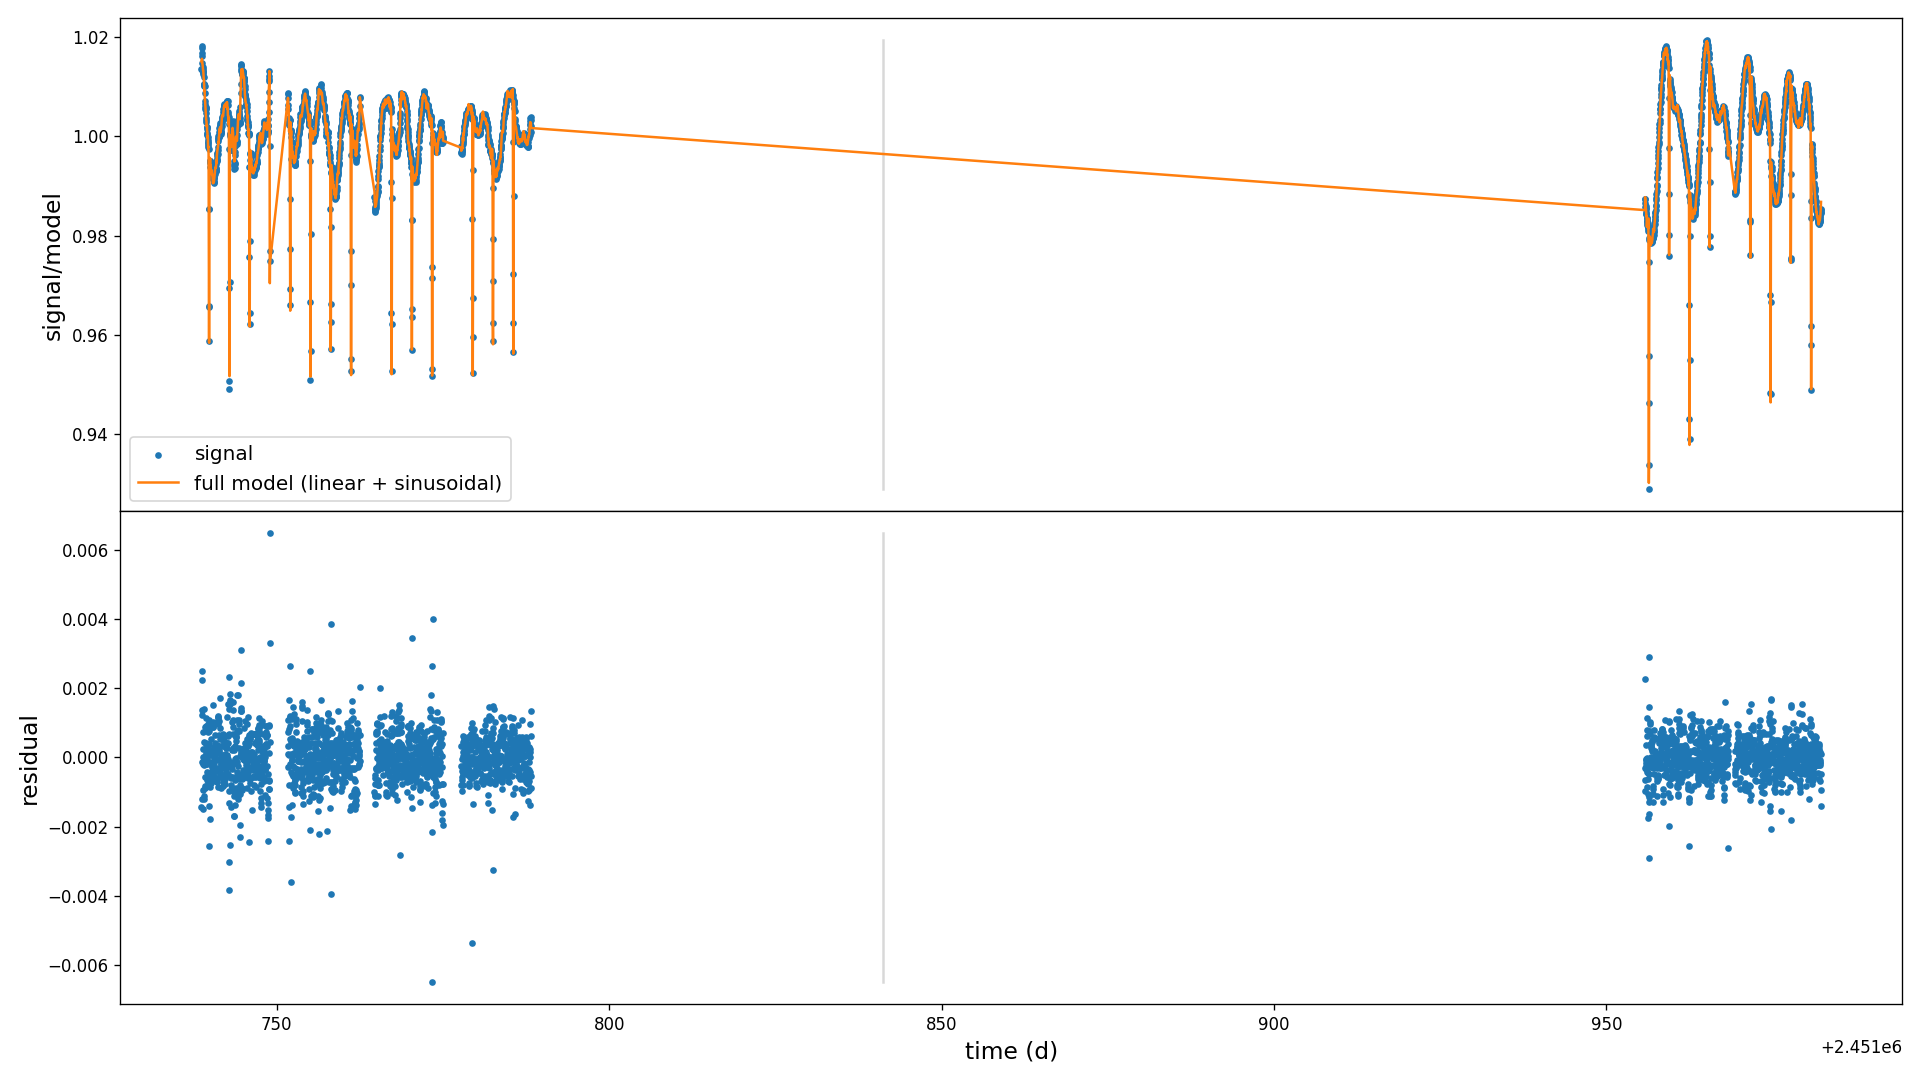 1.02
1.00
0.98
0.96
0.94
signal/model
signal
full model (linear + sinusoidal)
0.006
0.004
0.002
0.000
−0.002
−0.004
−0.006
residual
750
800
850
900
950
time (d)
+2.451e6